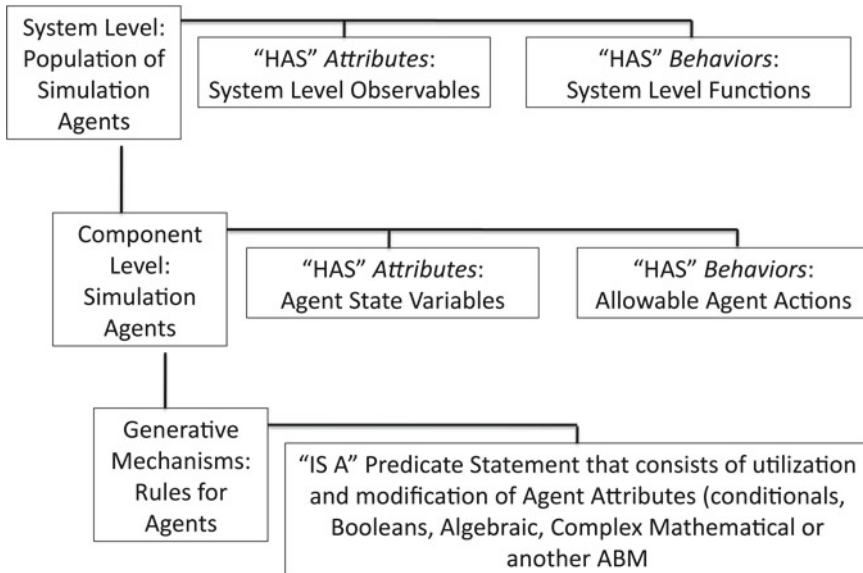 System Level:
Population of
Simulation
Agents
“HAS” Attributes:
System Level Observables
“HAS” Behaviors:
System Level Functions
Component
Level:
Simulation
Agents
“HAS” Attributes:
Agent State Variables
“HAS” Behaviors:
Allowable Agent Actions
Generative
Mechanisms:
Rules for
Agents
“IS A” Predicate Statement that consists of utilization
and modification of Agent Attributes (conditionals,
Booleans, Algebraic, Complex Mathematical or
another ABM